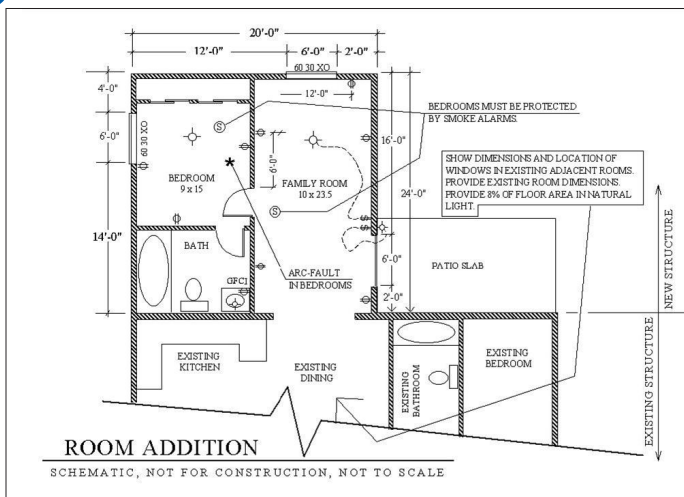 20'-0"
12'-0"
6'-0"
2'-0"
60 30 XO
4'-0"
12'-0"
BEDROOMS MUST BE PROTECTED
BY SMOKE ALARMS.
6'-0"
60 30 XO
S
16'-0"
6'-0"
SHOW DIMENSIONS AND LOCATION OF
WINDOWS IN EXISTING ADJACENT ROOMS.
PROVIDE EXISTING ROOM DIMENSIONS.
PROVIDE 8% OF FLOOR AREA IN NATURAL
LIGHT.
*
BEDROOM
9 x 15
FAMILY ROOM
10 x 23.5
24'-0"
S
S
S
14'-0"
BATH
6'-0"
PATIO SLAB
NEW STRUCTURE
GFCI
ARC-FAULT
IN BEDROOMS
2'-0"
EXISTING
KITCHEN
EXISTING
DINING
EXISTING
BATHROOM
EXISTING
BEDROOM
EXISTING STRUCTURE
ROOM ADDITION
SCHEMATIC, NOT FOR CONSTRUCTION, NOT TO SCALE